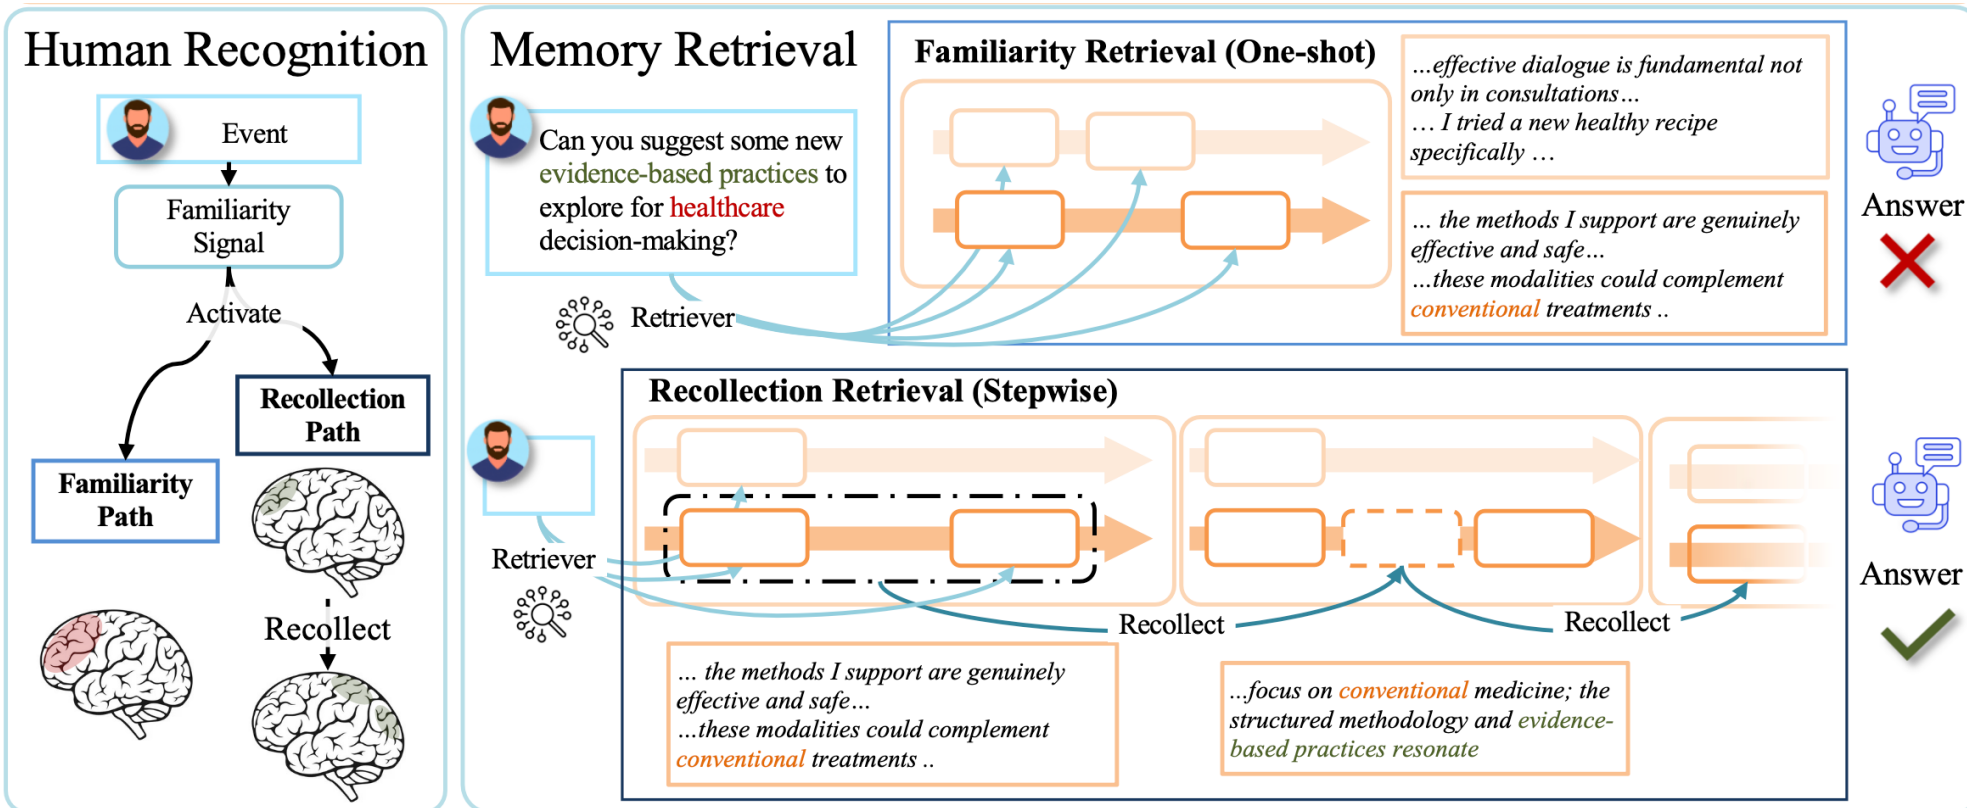 Human Recognition
Event
Familiarity
Signal
Activate
Recollection
Path
Familiarity
Path
Recollect
Memory Retrieval
Can you suggest some new
evidence-based practices to
explore for healthcare
decision-making?
Retriever
Familiarity Retrieval (One-shot)
...effective dialogue is fundamental not
only in consultations...
... I tried a new healthy recipe
specifically ...
... the methods I support are genuinely
effective and safe...
...these modalities could complement
conventional treatments ..
Answer
Recollection Retrieval (Stepwise)
Retriever
Recollect
Recollect
... the methods I support are genuinely
effective and safe...
...these modalities could complement
conventional treatments ..
...focus on conventional medicine; the
structured methodology and evidence-
based practices resonate
Answer